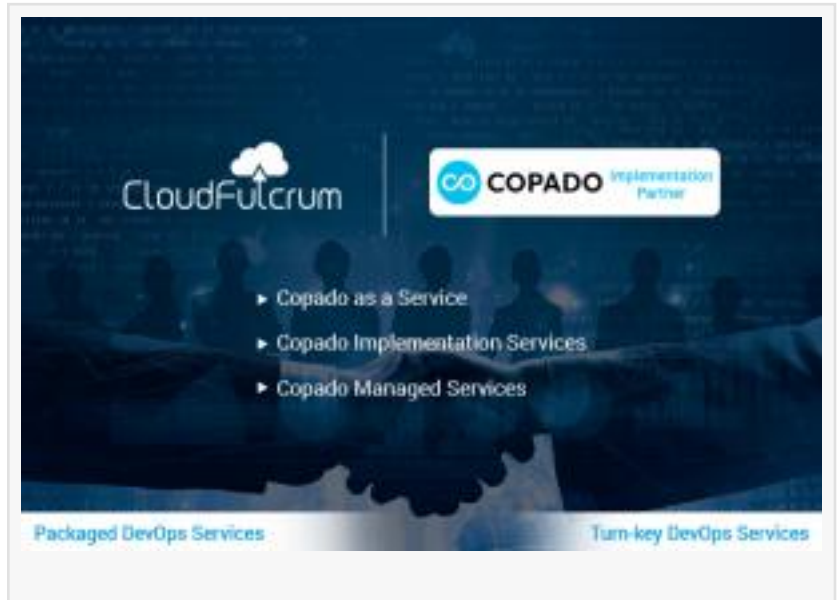 CloudFulcrum
COPADO Implementation
Partner
► Copado as a Service
► Copado Implementation Services
► Copado Managed Services
Packaged DevOps Services
Turn-key DevOps Services